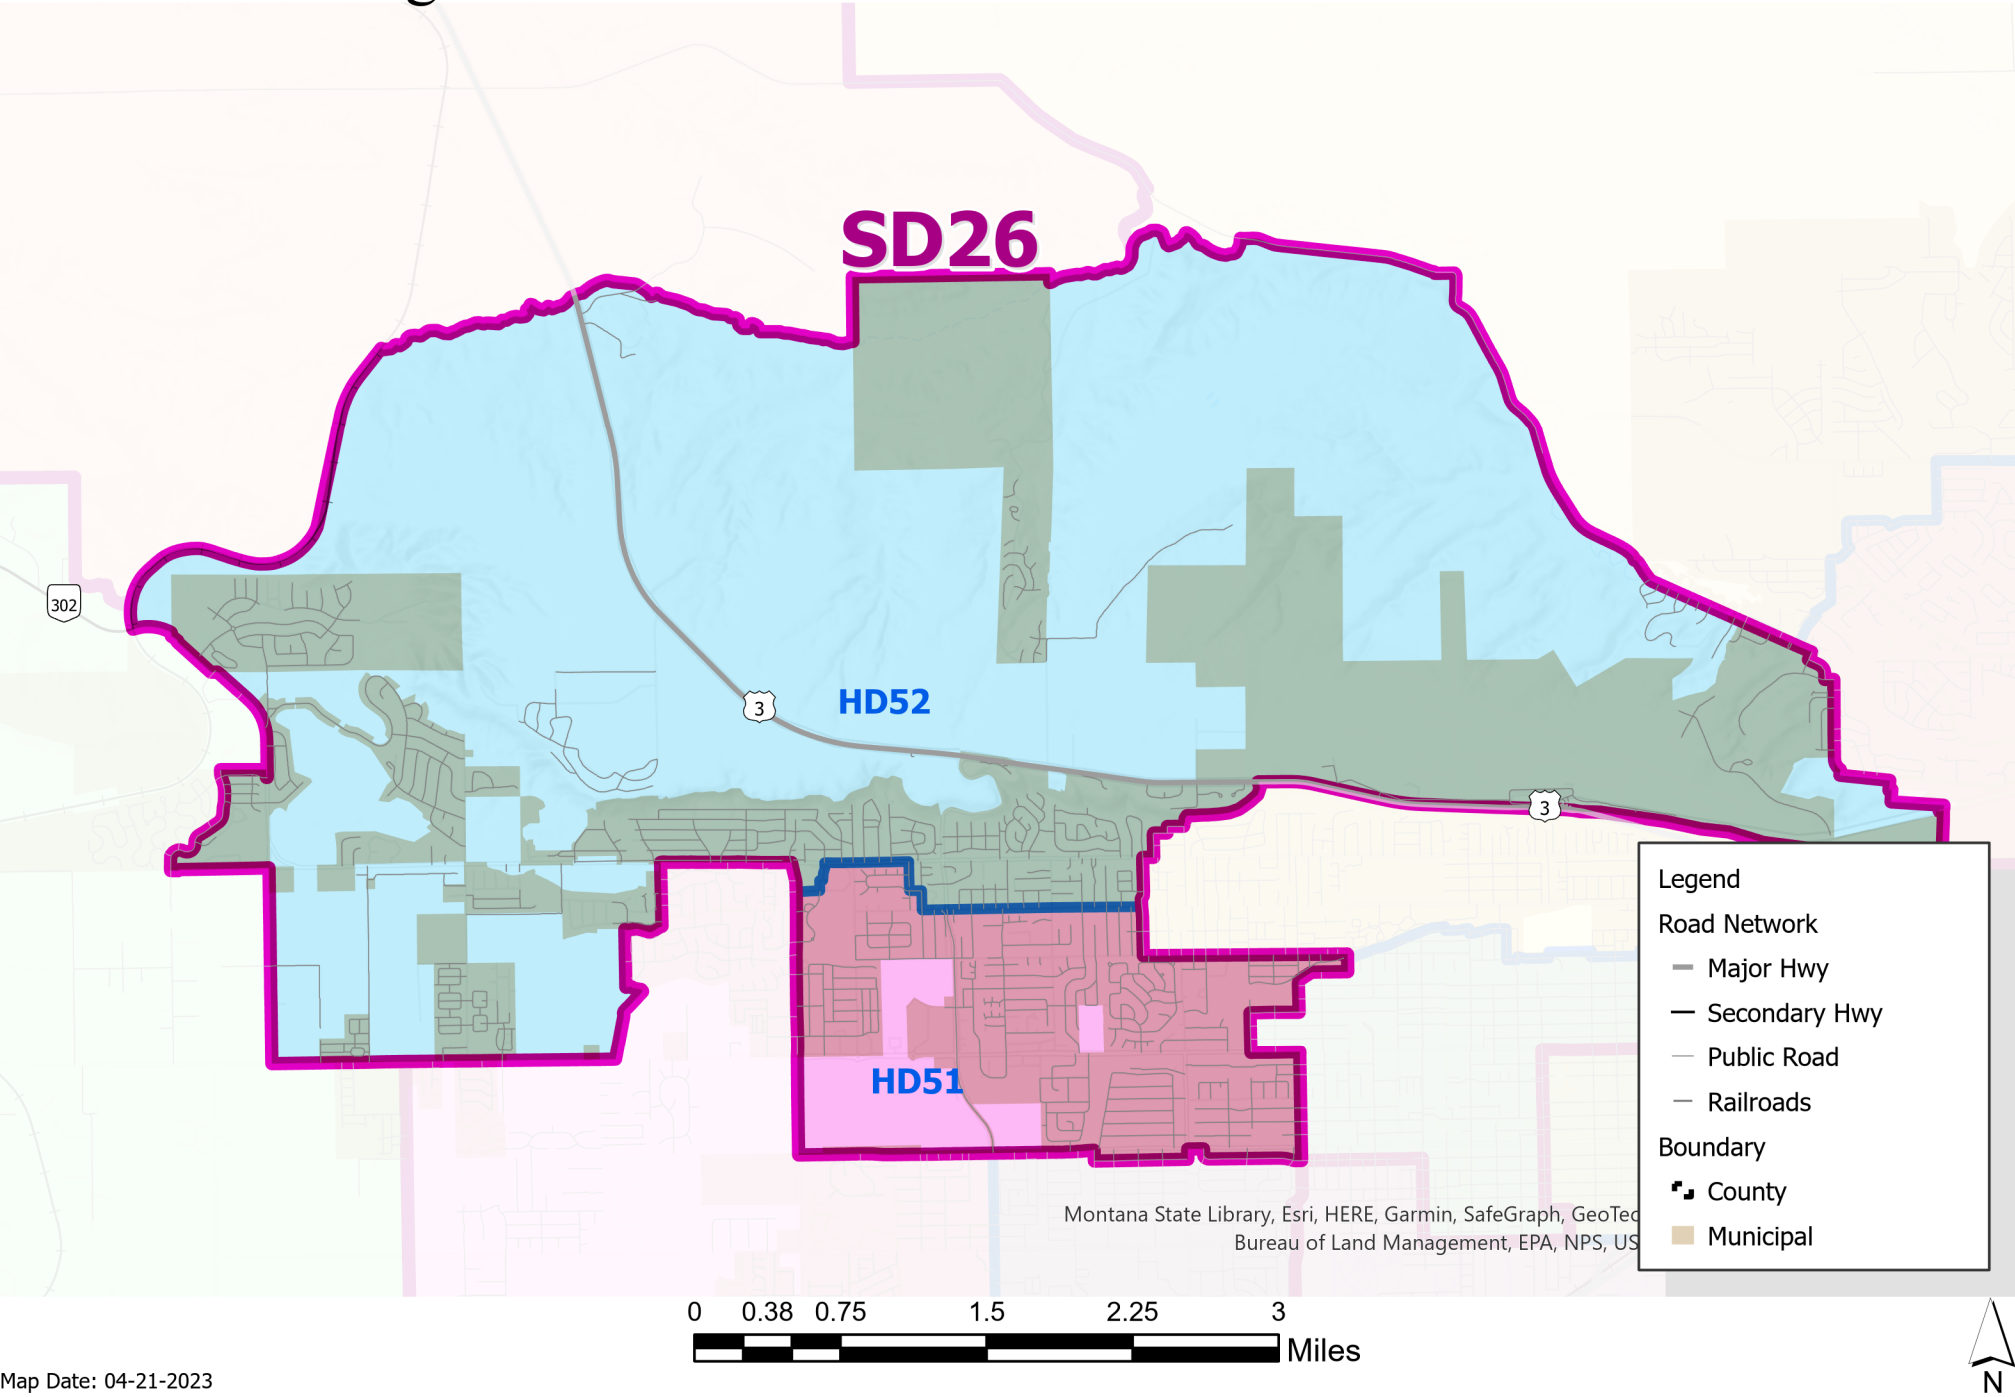 SD26
302
HD52
3
3
HD51
Legend
Road Network
Major Hwy
Secondary Hwy
Public Road
Railroads
Boundary
County
Municipal
Montana State Library, Esri, HERE, Garmin, SafeGraph, GeoTec
Bureau of Land Management, EPA, NPS, US
0 0.38 0.75 1.5 2.25 3
Miles
Map Date: 04-21-2023
N